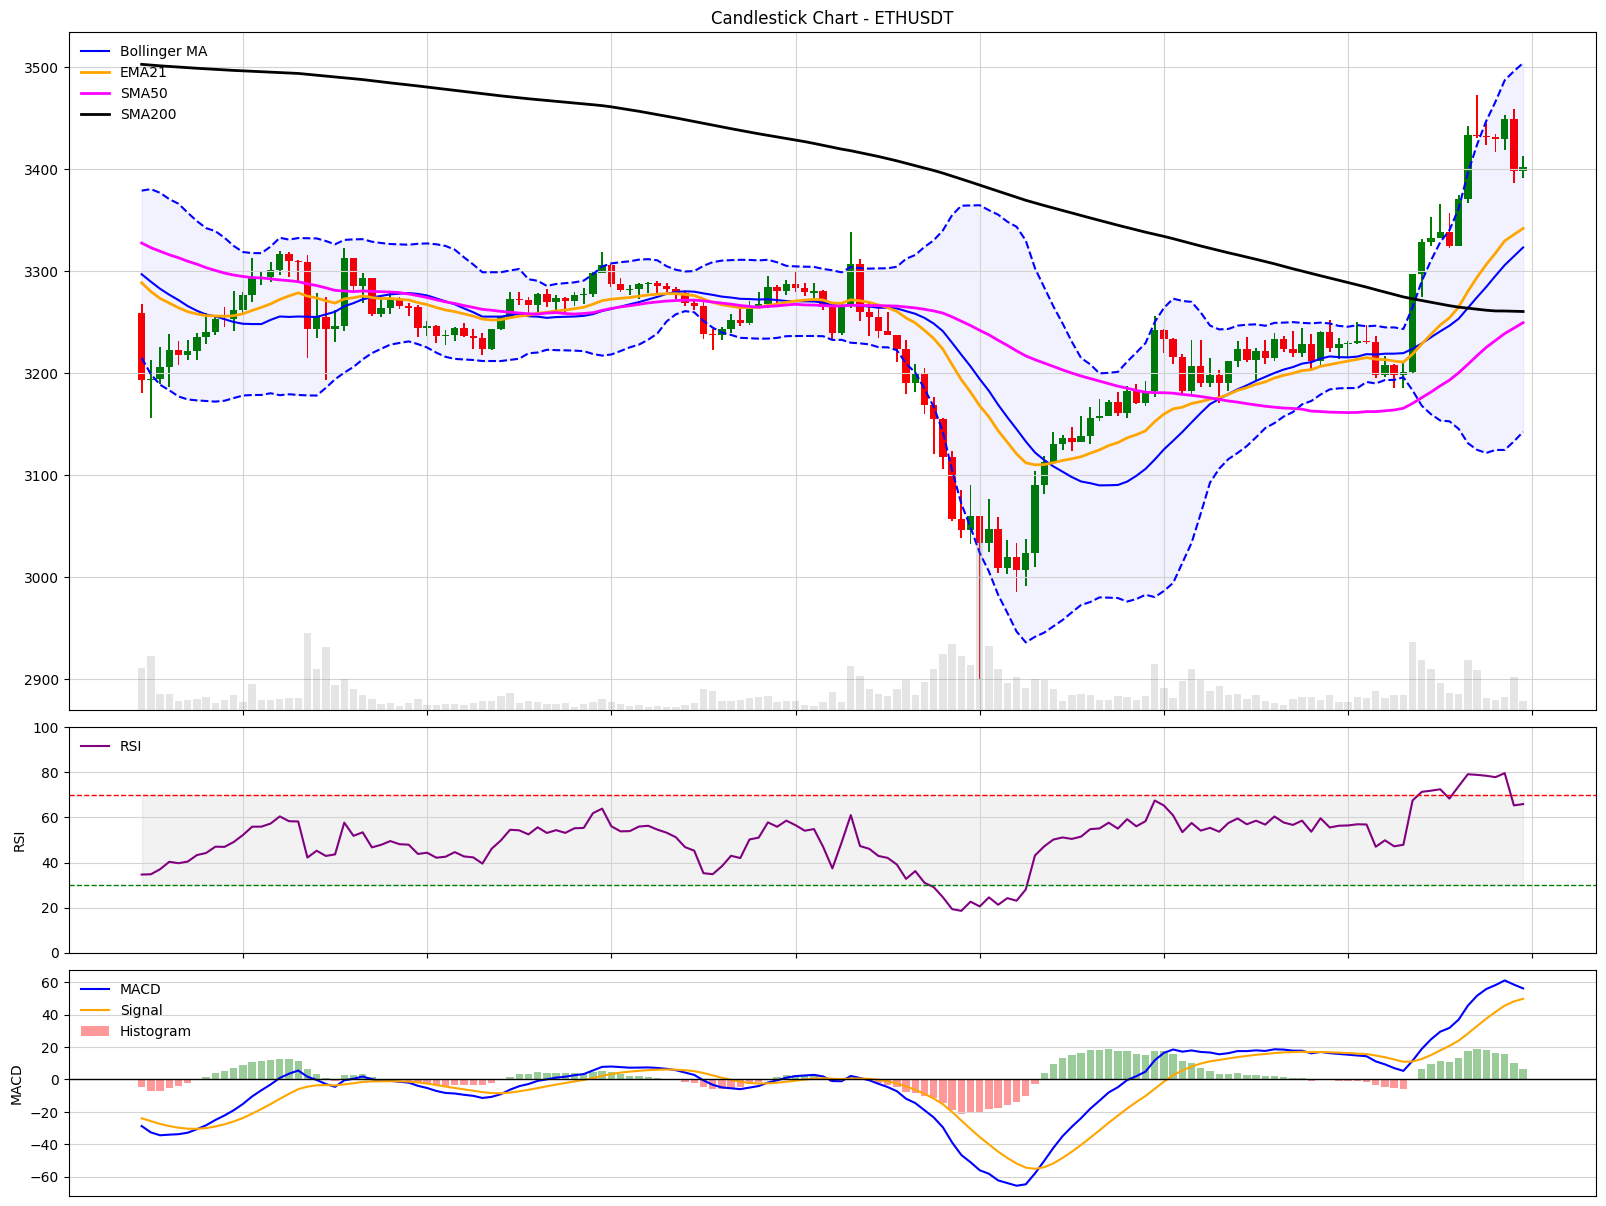 Candlestick Chart - ETHUSDT
Bollinger MA
EMA21
SMA50
SMA200
3500
3400
3300
3200
3100
3000
2900
RSI
100
80
60
40
20
0
RSI
MACD
Signal
Histogram
60
40
20
0
−20
−40
−60
MACD